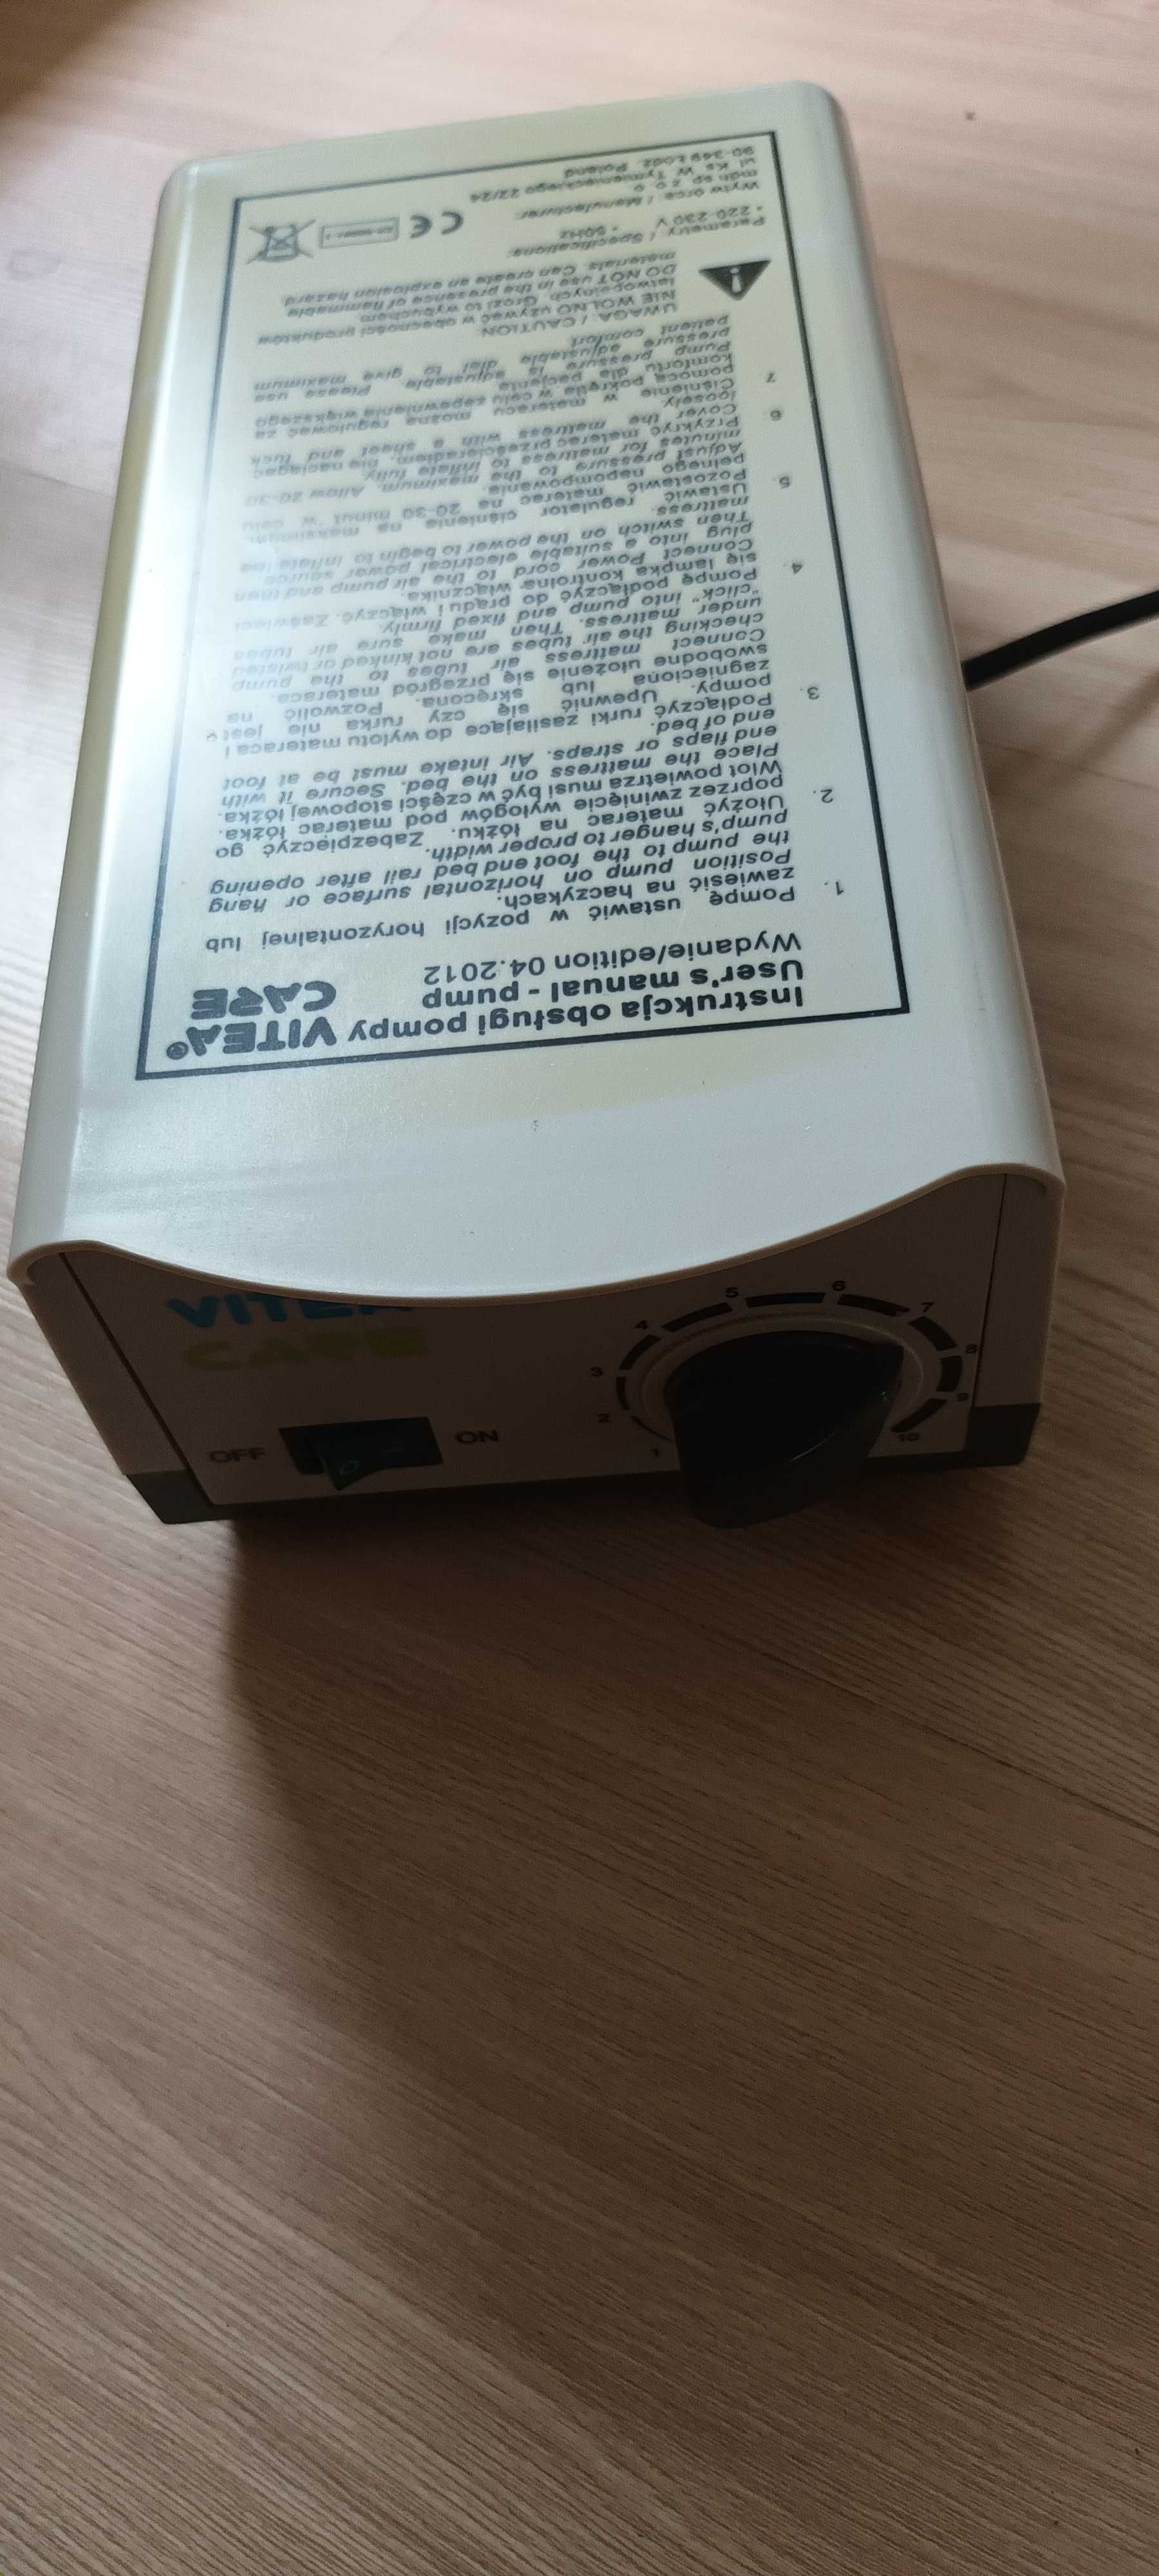 Instrukcja obsługi pompy VITEA®
User's manual - pump CARE
Wydanie/edition 04.2012
1. Pompę ustawić w pozycji horyzontalnej lub
zawiesić na haczykach.
Position pump on horizontal surface or hang
the pump to the foot end bed rail after opening
pump's hanger to proper width.
2. Ułożyć materac na łóżku. Zabezpieczyć go
poprzez zwinięcie wyłogów pod materac łóżka.
Wlot powietrza musi być w części stopowej łóżka.
Place the mattress on the bed. Secure it with
end flaps or straps. Air intake must be at foot
end of bed.
3. Podłączyć rurki zasilające do wylotu materaca i
pompy. Upewnić się czy rurka nie jest
zagnieciona lub skręcona. Pozwolić na
swobodne ułożenie się przegród materaca.
Connect mattress air tubes to the pump
checking the air tubes are not kinked or twisted
under mattress. Then make sure air tubes
"click" into pump and fixed firmly.
4. Pompę podłączyć do prądu i włączyć. Zaświeci
się lampka kontrolna włącznika.
Connect Power cord to the air pump and then
plug into a suitable electrical power source.
Then switch on the power to begin to inflate the
mattress.
5. Ustawić regulator ciśnienia na maksimum.
Pozostawić materac na 20-30 minut w celu
pełnego napompowania.
Adjust pressure to the maximum. Allow 20-30
minutes for mattress to inflate fully.
6. Przykryć materac prześcieradłem, nie naciągać
Cover the mattress with a sheet and tuck
loosely.
7. Ciśnienie w materacu można regulować za
pomocą pokrętła w celu zapewnienia większego
komfortu dla pacjenta.
Pump pressure is adjustable. Please use
pressure adjustable dial to give maximum
patient comfort
UWAGA / CAUTION:
NIE WOLNO używać w obecności produktów
łatwopalnych. Grozi to wybuchem
DO NOT use in the presence of flammable
materials. Can create an explosion hazard.
Parametry / Specifications:
• 220-230 V • 50Hz
Wytwórca / Manufacturer:
mdh sp. z o. o.
ul. Ks. W. Tymienieckiego 22/24
90-349 Łódź, Poland
CE
VITEA
CARE
OFF ON
1 2 3 4 5 6 7 8 9 10